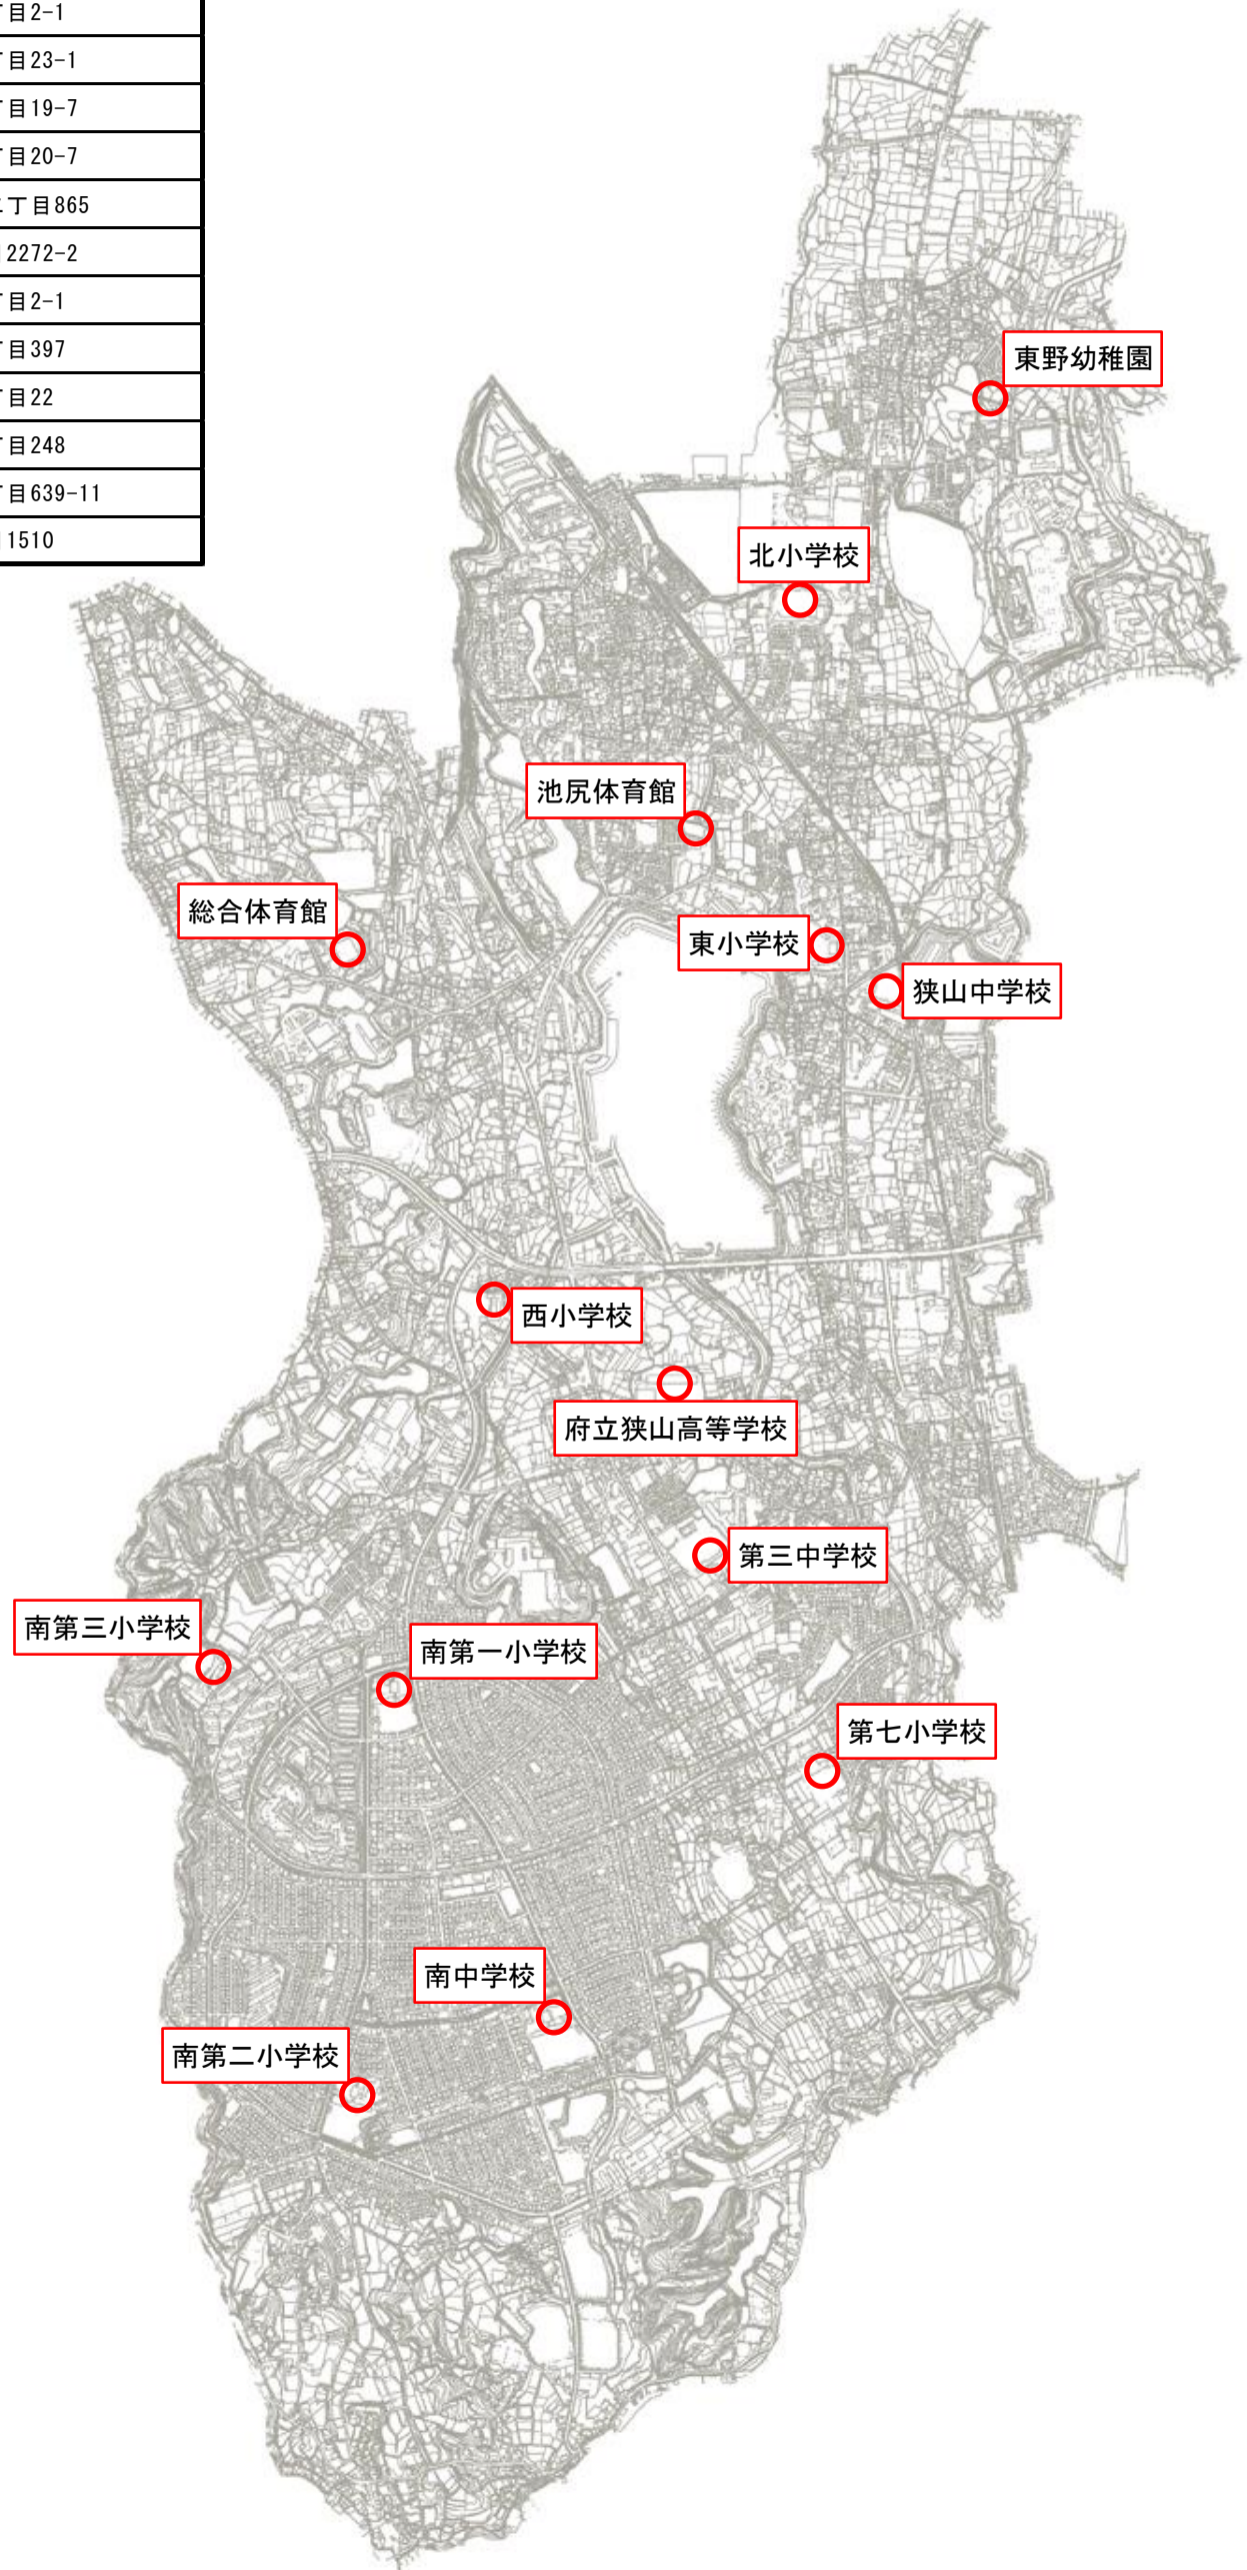 目2-1
目23-1
目19-7
目20-7
丁目865
2272-2
目2-1
目397
目22
目248
目639-11
1510
東野幼稚園
北小学校
池尻体育館
総合体育館
東小学校
狭山中学校
西小学校
府立狭山高等学校
第三中学校
南第三小学校
南第一小学校
第七小学校
南中学校
南第二小学校